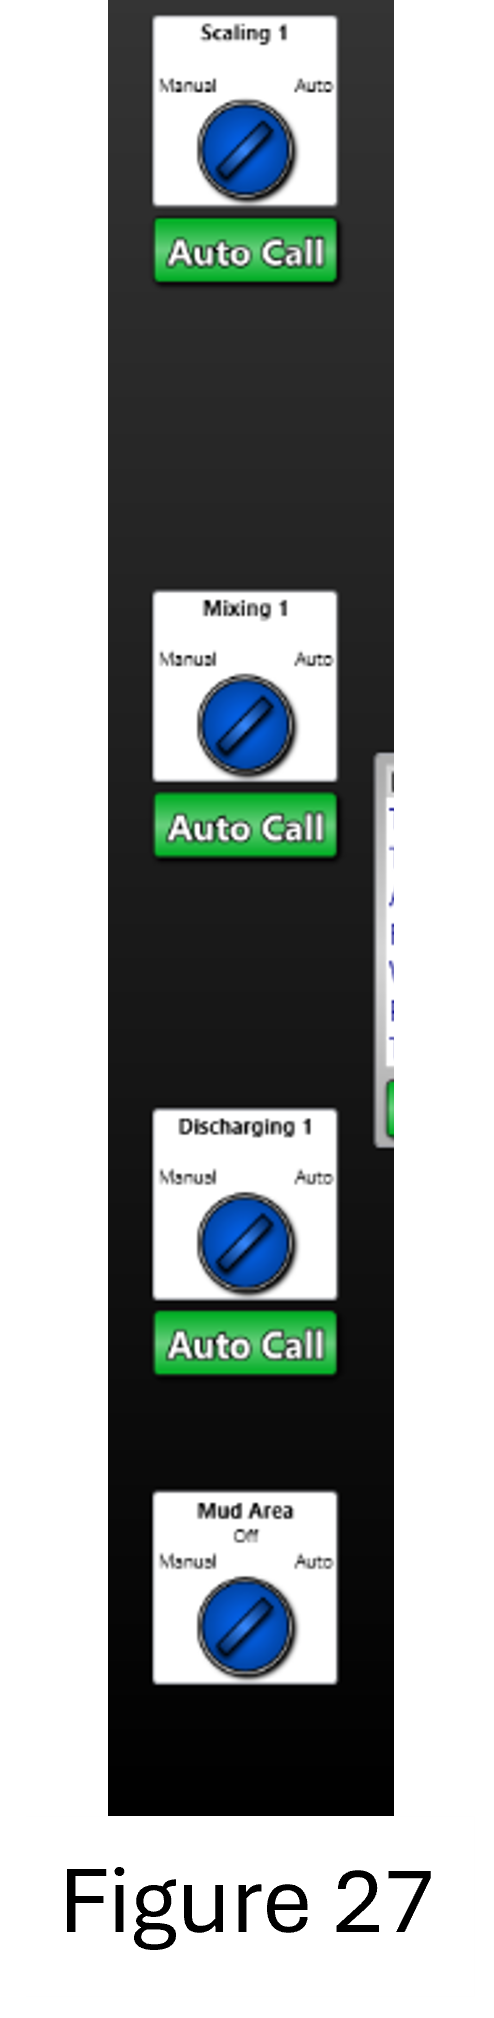 Scaling 1
Manual Auto
Auto Call
Mixing 1
Manual Auto
Auto Call
Discharging 1
Manual Auto
Auto Call
Mud Area
Off
Manual Auto
Figure 27